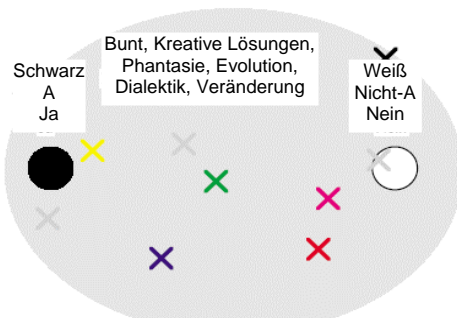 Bunt, Kreative Lösungen,
Phantasie, Evolution,
Dialektik, Veränderung
Schwarz
A
Ja
Weiß
Nicht-A
Nein